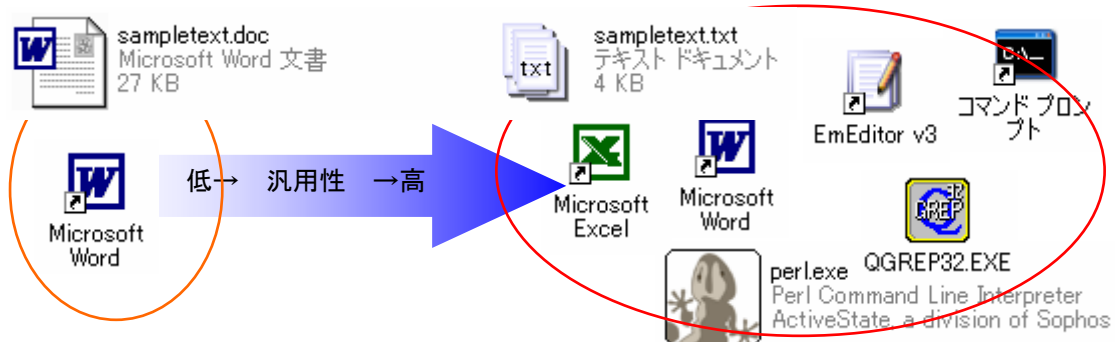 sampletext.doc
Microsoft Word 文書
27 KB
W
Microsoft
Word
低→ 汎用性 →高
sampletext.txt
テキスト ドキュメント
4 KB
txt
EmEditor v3
C:\_
コマンド プロン
プト
Microsoft
Excel
W
Microsoft
Word
32
GREP
QGREP32.EXE
perl.exe
Perl Command Line Interpreter
ActiveState, a division of Sophos
W